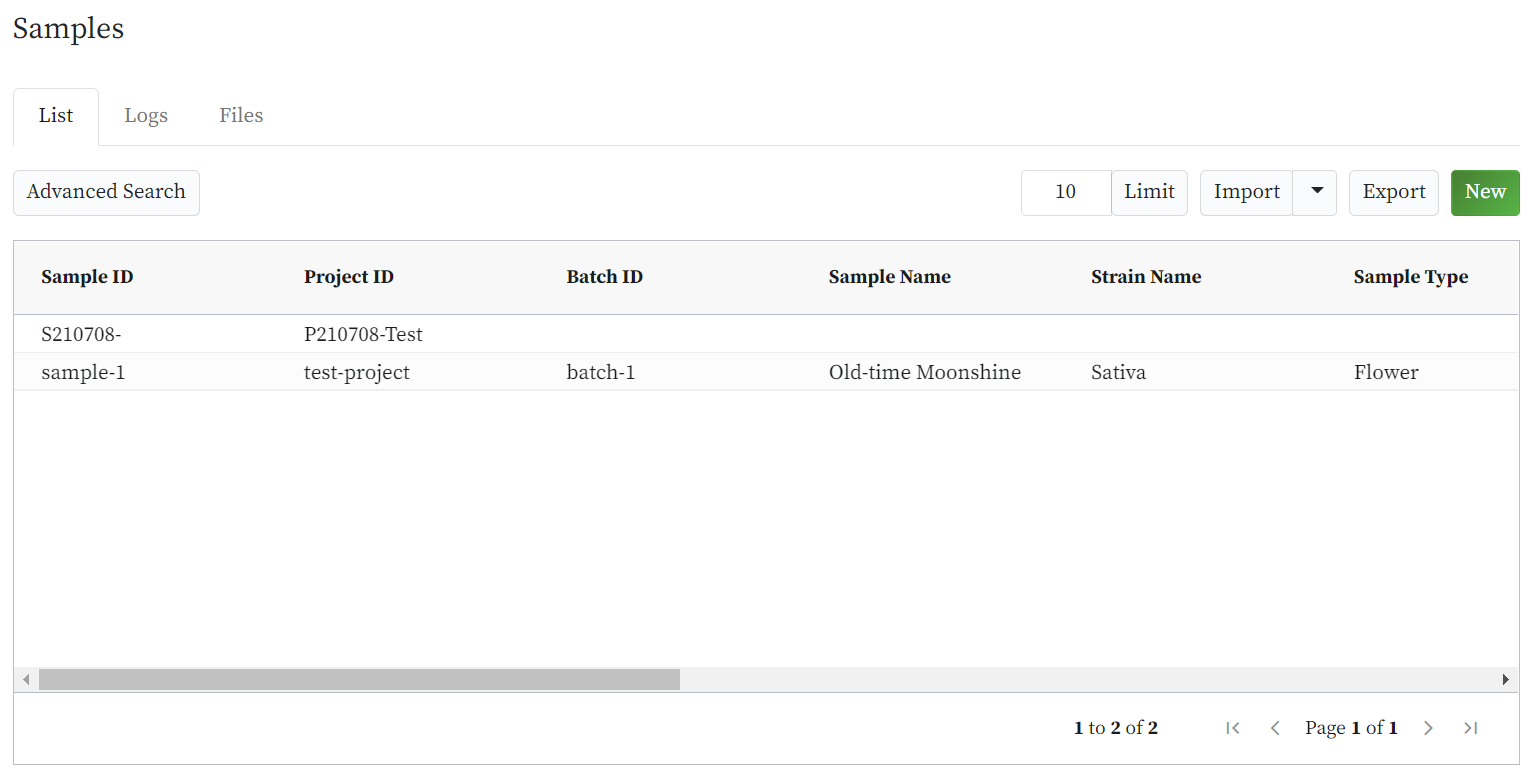 Samples
List Logs Files
Advanced Search 10 Limit Import Export New
Sample ID Project ID Batch ID Sample Name Strain Name Sample Type
S210708- P210708-Test
sample-1 test-project batch-1 Old-time Moonshine Sativa Flower
1 to 2 of 2 Page 1 of 1